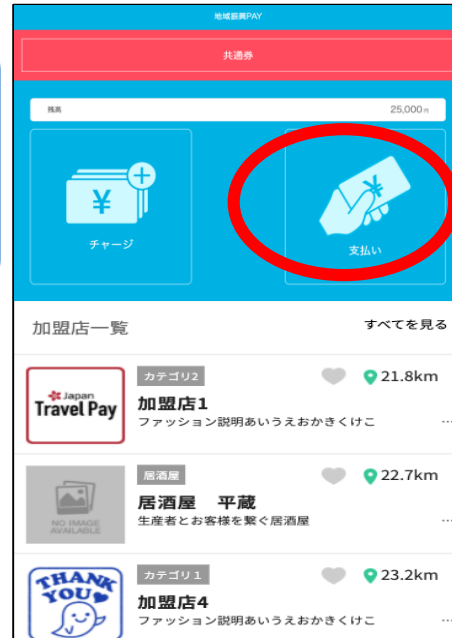 地域振興PAY
共通券
残高 25,000円
チャージ
支払い
加盟店一覧 すべてを見る
カテゴリ2 21.8km
Japan
Travel Pay
加盟店1
ファッション説明あいうえおかきくけこ …
居酒屋 22.7km
居酒屋 平蔵
生産者とお客様を繋ぐ居酒屋 …
NO IMAGE
AVAILABLE
カテゴリ1 23.2km
THANK
YOU
加盟店4
ファッション説明あいうえおかきくけこ …